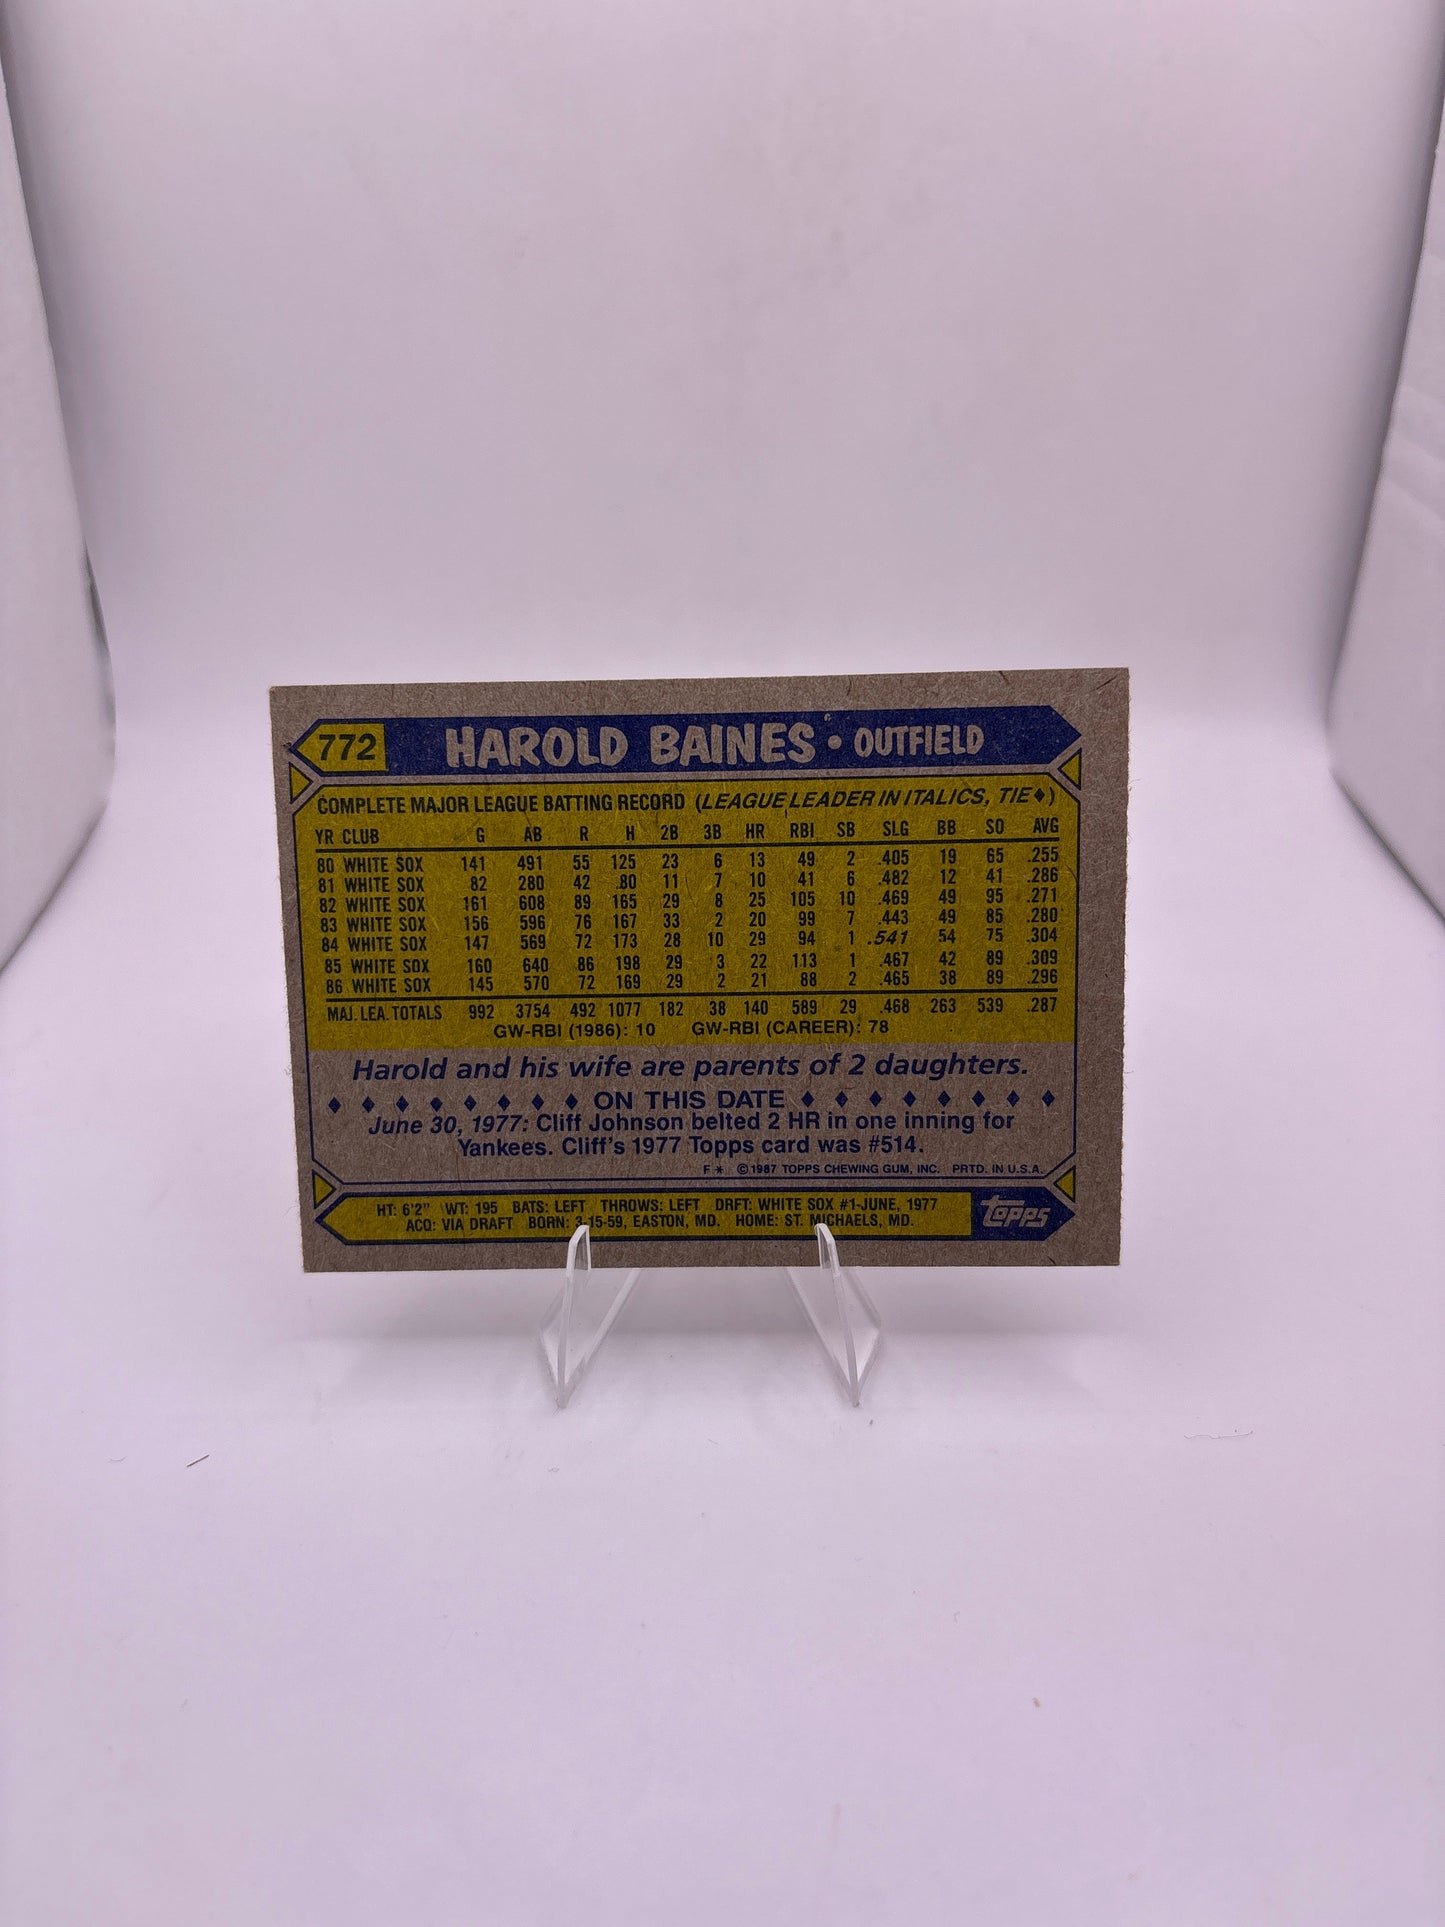 772 HAROLD BAINES • OUTFIELD
COMPLETE MAJOR LEAGUE BATTING RECORD (LEAGUE LEADER IN ITALICS, TIE♦)
YR CLUB G AB R H 2B 3B HR RBI SB SLG BB SO AVG
80 WHITE SOX 141 491 55 125 23 6 13 49 2 .405 19 65 .255
81 WHITE SOX 82 280 42 80 11 7 10 41 6 .482 12 41 .286
82 WHITE SOX 161 608 89 165 29 8 25 105 10 .469 49 95 .271
83 WHITE SOX 156 596 76 167 33 2 20 99 7 .443 49 85 .280
84 WHITE SOX 147 569 72 173 28 10 29 94 1 .541 54 75 .304
85 WHITE SOX 160 640 86 198 29 3 22 113 1 .467 42 89 .309
86 WHITE SOX 145 570 72 169 29 2 21 88 2 .465 38 89 .296
MAJ. LEA. TOTALS 992 3754 492 1077 182 38 140 589 29 .468 263 539 .287
GW-RBI (1986): 10 GW-RBI (CAREER): 78
Harold and his wife are parents of 2 daughters.
♦ ♦ ♦ ♦ ♦ ♦ ♦ ♦ ON THIS DATE ♦ ♦ ♦ ♦ ♦ ♦ ♦ ♦
June 30, 1977: Cliff Johnson belted 2 HR in one inning for
Yankees. Cliff's 1977 Topps card was #514.
F* ©1987 TOPPS CHEWING GUM, INC. PRTD. IN U.S.A.
HT: 6'2" WT: 195 BATS: LEFT THROWS: LEFT DRFT: WHITE SOX #1-JUNE, 1977
ACQ: VIA DRAFT BORN: 3-15-59, EASTON, MD. HOME: ST. MICHAELS, MD.
topps